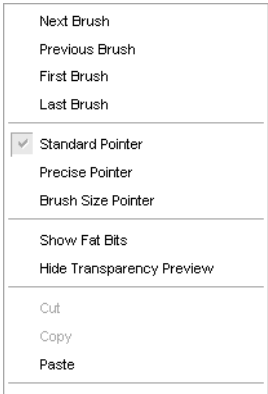 Next Brush
Previous Brush
First Brush
Last Brush
Standard Pointer
Precise Pointer
Brush Size Pointer
Show Fat Bits
Hide Transparency Preview
Cut
Copy
Paste